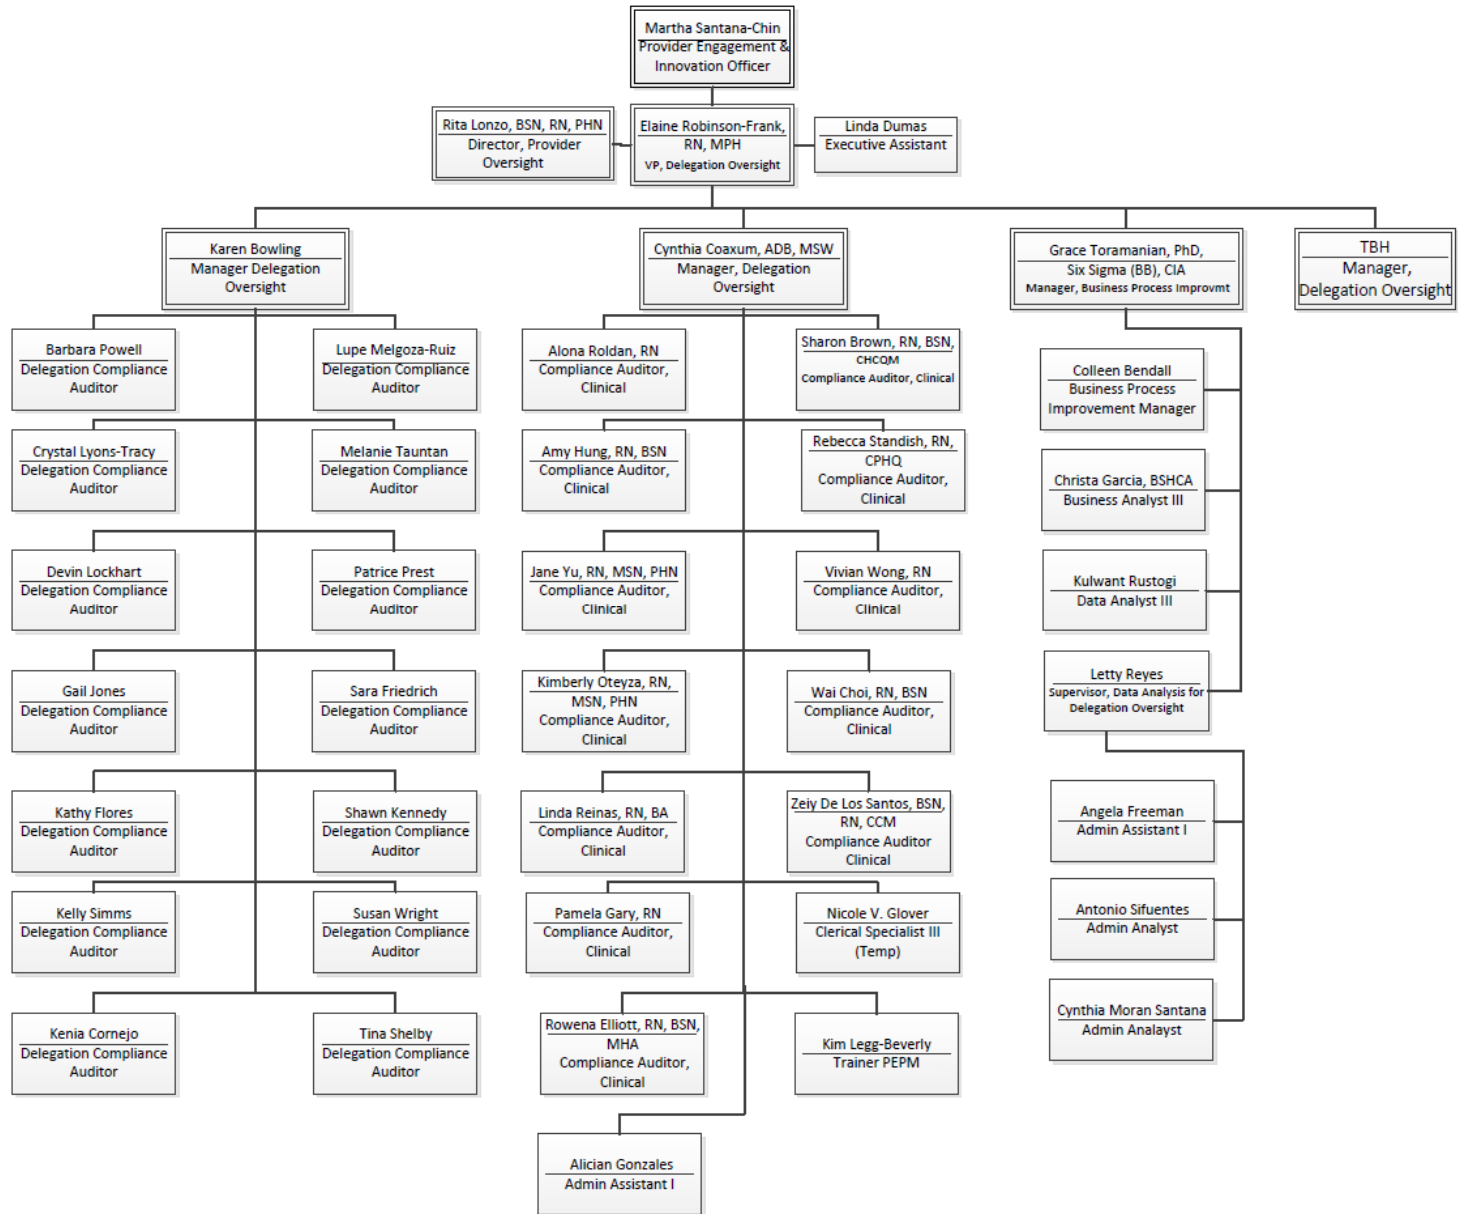 Martha Santana-Chin
Provider Engagement &
Innovation Officer
Rita Lonzo, BSN, RN, PHN
Director, Provider
Oversight
Elaine Robinson-Frank,
RN, MPH
VP, Delegation Oversight
Linda Dumas
Executive Assistant
Karen Bowling
Manager Delegation
Oversight
Cynthia Coaxum, ADB, MSW
Manager, Delegation
Oversight
Grace Toramanian, PhD,
Six Sigma (BB), CIA
Manager, Business Process Improvmt
TBH
Manager,
Delegation Oversight
Barbara Powell
Delegation Compliance
Auditor
Lupe Melgoza-Ruiz
Delegation Compliance
Auditor
Crystal Lyons-Tracy
Delegation Compliance
Auditor
Melanie Tauntan
Delegation Compliance
Auditor
Devin Lockhart
Delegation Compliance
Auditor
Patrice Prest
Delegation Compliance
Auditor
Gail Jones
Delegation Compliance
Auditor
Sara Friedrich
Delegation Compliance
Auditor
Kathy Flores
Delegation Compliance
Auditor
Shawn Kennedy
Delegation Compliance
Auditor
Kelly Simms
Delegation Compliance
Auditor
Susan Wright
Delegation Compliance
Auditor
Kenia Cornejo
Delegation Compliance
Auditor
Tina Shelby
Delegation Compliance
Auditor
Alona Roldan, RN
Compliance Auditor,
Clinical
Sharon Brown, RN, BSN,
CHCQM
Compliance Auditor, Clinical
Amy Hung, RN, BSN
Compliance Auditor,
Clinical
Rebecca Standish, RN,
CPHQ
Compliance Auditor,
Clinical
Jane Yu, RN, MSN, PHN
Compliance Auditor,
Clinical
Vivian Wong, RN
Compliance Auditor,
Clinical
Kimberly Oteyza, RN,
MSN, PHN
Compliance Auditor,
Clinical
Wai Choi, RN, BSN
Compliance Auditor,
Clinical
Linda Reinas, RN, BA
Compliance Auditor,
Clinical
Zeiy De Los Santos, BSN,
RN, CCM
Compliance Auditor
Clinical
Pamela Gary, RN
Compliance Auditor,
Clinical
Nicole V. Glover
Clerical Specialist III
(Temp)
Rowena Elliott, RN, BSN,
MHA
Compliance Auditor,
Clinical
Kim Legg-Beverly
Trainer PEPM
Alician Gonzales
Admin Assistant I
Colleen Bendall
Business Process
Improvement Manager
Christa Garcia, BSHCA
Business Analyst III
Kulwant Rustogi
Data Analyst III
Letty Reyes
Supervisor, Data Analysis for
Delegation Oversight
Angela Freeman
Admin Assistant I
Antonio Sifuentes
Admin Analyst
Cynthia Moran Santana
Admin Analayst